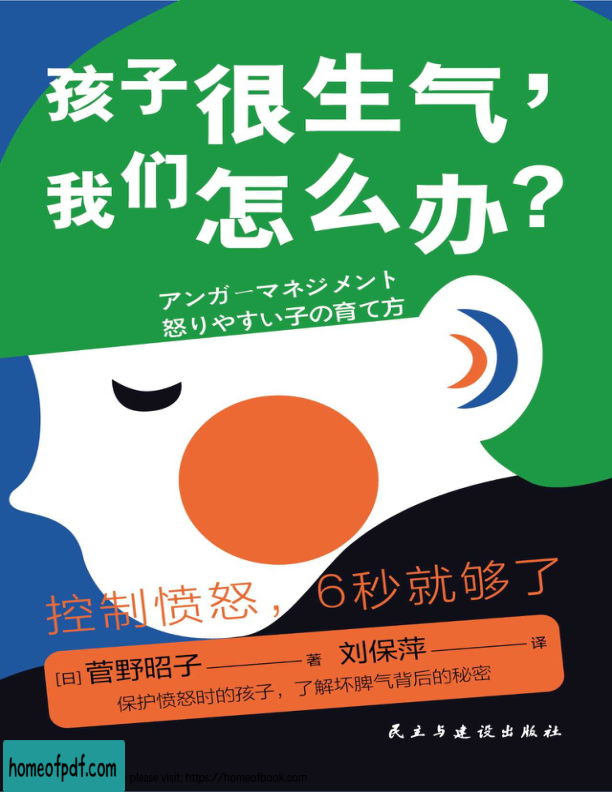 孩子很生气，
我们怎么办？
アンガーマネジメント
怒りやすい子の育て方
控制愤怒，6秒就够了
[日]菅野昭子——著 刘保萍——译
保护愤怒时的孩子，了解坏脾气背后的秘密
民主与建设出版社
homeofpdf.com
please visit: https://homeofbook.com